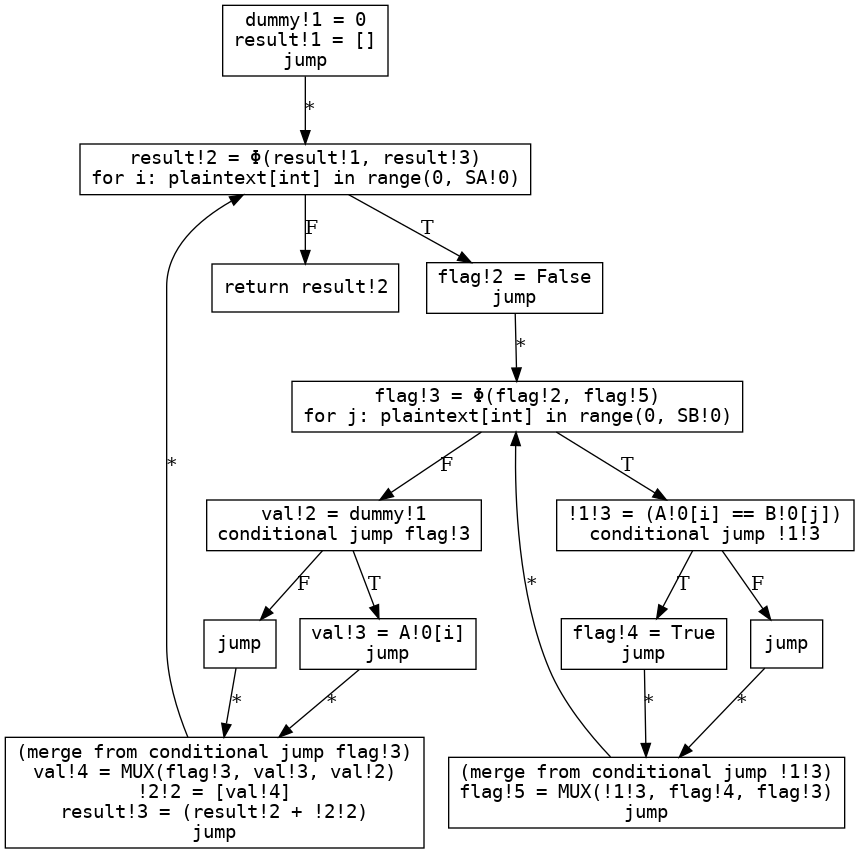 dummy!1 = 0
result!1 = []
jump
*
result!2 = Φ(result!1, result!3)
for i: plaintext[int] in range(0, SA!0)
F
T
return result!2
flag!2 = False
jump
*
flag!3 = Φ(flag!2, flag!5)
for j: plaintext[int] in range(0, SB!0)
*
F
T
val!2 = dummy!1
conditional jump flag!3
!1!3 = (A!0[i] == B!0[j])
conditional jump !1!3
F
T
*
T
F
jump
val!3 = A!0[i]
jump
flag!4 = True
jump
jump
*
*
*
*
(merge from conditional jump flag!3)
val!4 = MUX(flag!3, val!3, val!2)
!2!2 = [val!4]
result!3 = (result!2 + !2!2)
jump
(merge from conditional jump !1!3)
flag!5 = MUX(!1!3, flag!4, flag!3)
jump